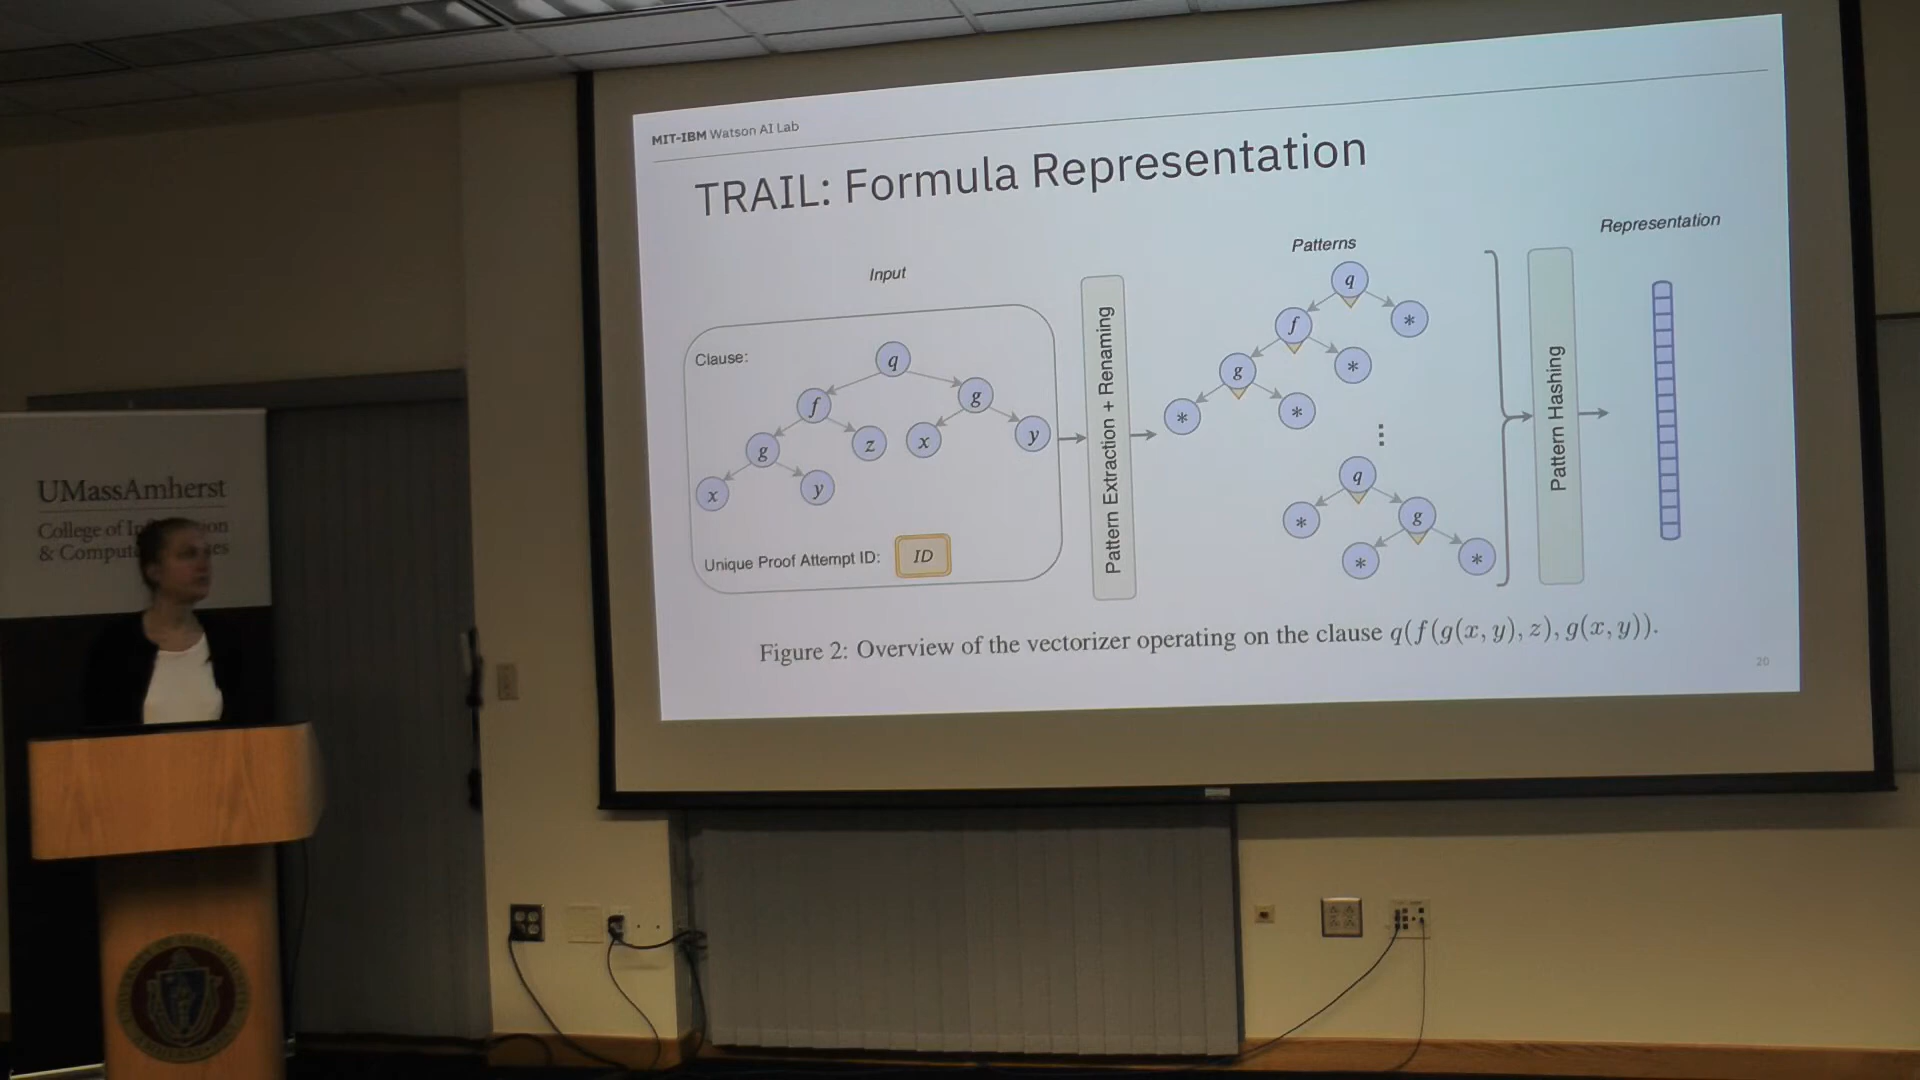 MIT-IBM Watson AI Lab
TRAIL: Formula Representation
Input
Patterns
Representation
Clause:
q
f
g
g
z
x
y
x
y
Unique Proof Attempt ID:
ID
Pattern Extraction + Renaming
q
f
*
g
*
*
*
⋮
q
*
g
*
*
Pattern Hashing
Figure 2: Overview of the vectorizer operating on the clause q(f(g(x, y), z), g(x, y)).
20
UMassAmherst
College of In ion
& Comput es